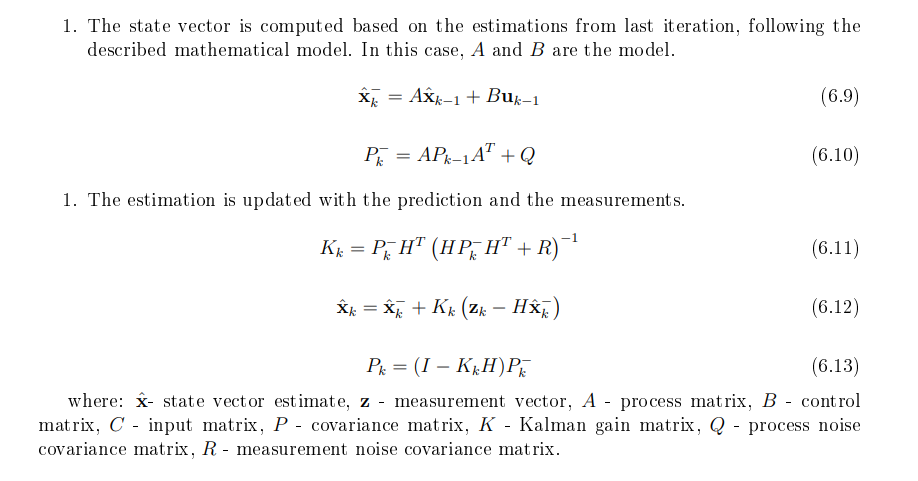 1. The state vector is computed based on the estimations from last iteration, following the
described mathematical model. In this case, A and B are the model.
x̂ₖ⁻ = Ax̂ₖ₋₁ + Buₖ₋₁ (6.9)
Pₖ⁻ = APₖ₋₁Aᵀ + Q (6.10)
1. The estimation is updated with the prediction and the measurements.
Kₖ = Pₖ⁻Hᵀ (HPₖ⁻Hᵀ + R)⁻¹ (6.11)
x̂ₖ = x̂ₖ⁻ + Kₖ (zₖ − Hx̂ₖ⁻) (6.12)
Pₖ = (I − KₖH)Pₖ⁻ (6.13)
where: x̂- state vector estimate, z - measurement vector, A - process matrix, B - control
matrix, C - input matrix, P - covariance matrix, K - Kalman gain matrix, Q - process noise
covariance matrix, R - measurement noise covariance matrix.